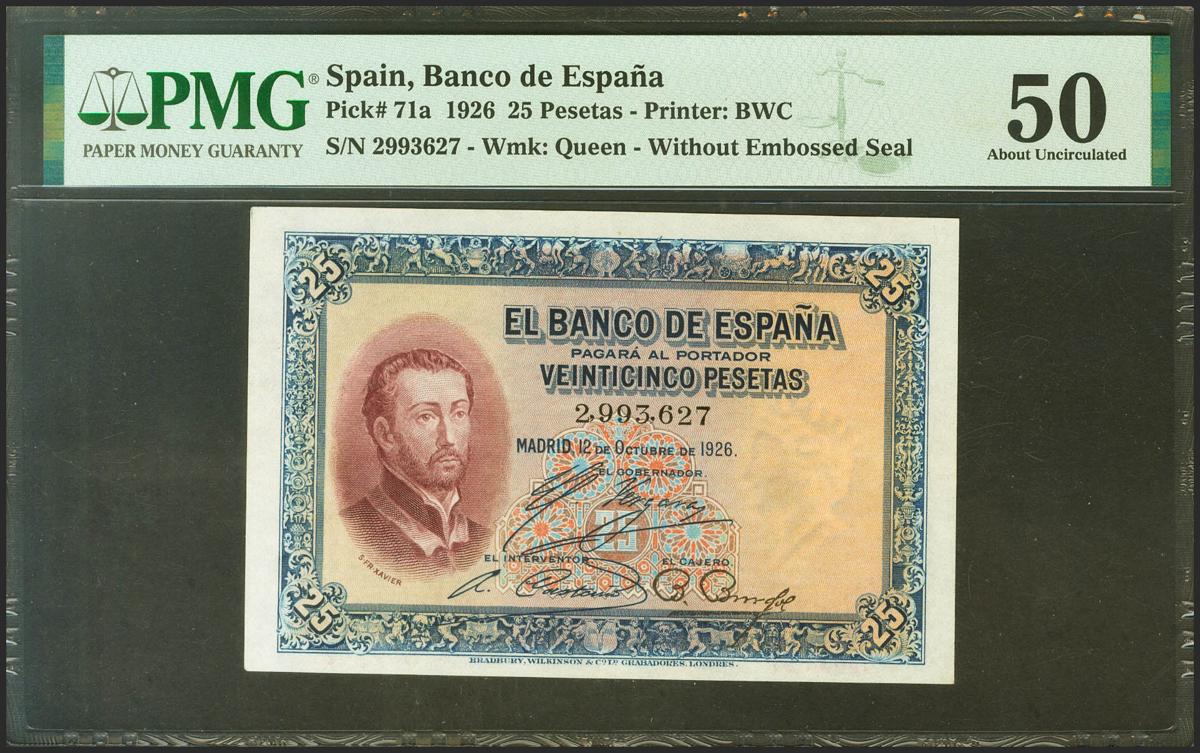 PMG®
PAPER MONEY GUARANTY
Spain, Banco de España
Pick# 71a 1926 25 Pesetas - Printer: BWC
S/N 2993627 - Wmk: Queen - Without Embossed Seal
50
About Uncirculated
25
25
EL BANCO DE ESPAÑA
PAGARÁ AL PORTADOR
VEINTICINCO PESETAS
2,993,627
MADRID, 12 DE OCTUBRE DE 1926.
EL GOBERNADOR
25
EL INTERVENTOR
EL CAJERO
S. FR. XAVIER
25
25
BRADBURY, WILKINSON & Cº Lº GRABADORES, LONDRES.